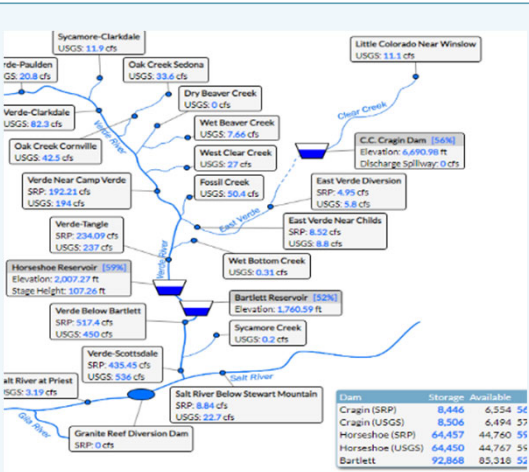 Sycamore-Clarkdale
USGS: 11.9 cfs
Little Colorado Near Winslow
USGS: 11.1 cfs
rde-Paulden
GS: 20.8 cfs
Oak Creek Sedona
USGS: 33.6 cfs
Dry Beaver Creek
USGS: 0 cfs
Verde-Clarkdale
USGS: 82.3 cfs
Verde River
Clear Creek
Wet Beaver Creek
USGS: 7.66 cfs
Oak Creek Cornville
USGS: 42.5 cfs
West Clear Creek
USGS: 27 cfs
C.C. Cragin Dam [56%]
Elevation: 6,690.98 ft
Discharge Spillway: 0 cfs
Verde Near Camp Verde
SRP: 192.21 cfs
USGS: 194 cfs
Fossil Creek
USGS: 50.4 cfs
East Verde Diversion
SRP: 4.95 cfs
USGS: 5.8 cfs
East Verde
Verde-Tangle
SRP: 234.09 cfs
USGS: 237 cfs
East Verde Near Childs
SRP: 8.52 cfs
USGS: 8.8 cfs
Verde River
Wet Bottom Creek
USGS: 0.31 cfs
Horseshoe Reservoir [59%]
Elevation: 2,007.27 ft
Stage Height: 107.26 ft
Bartlett Reservoir [52%]
Elevation: 1,760.59 ft
Verde Below Bartlett
SRP: 517.4 cfs
USGS: 450 cfs
Sycamore Creek
USGS: 0.2 cfs
Verde-Scottsdale
SRP: 435.45 cfs
USGS: 536 cfs
Salt River
alt River at Priest
SGS: 3.19 cfs
Salt River Below Stewart Mountain
SRP: 8.84 cfs
USGS: 22.7 cfs
Gila River
Granite Reef Diversion Dam
SRP: 0 cfs
Dam Storage Available
Cragin (SRP) 8,446 6,554 56
Cragin (USGS) 8,506 6,494 57
Horseshoe (SRP) 64,457 44,760 59
Horseshoe (USGS) 64,450 44,767 59
Bartlett 92,868 85,318 52